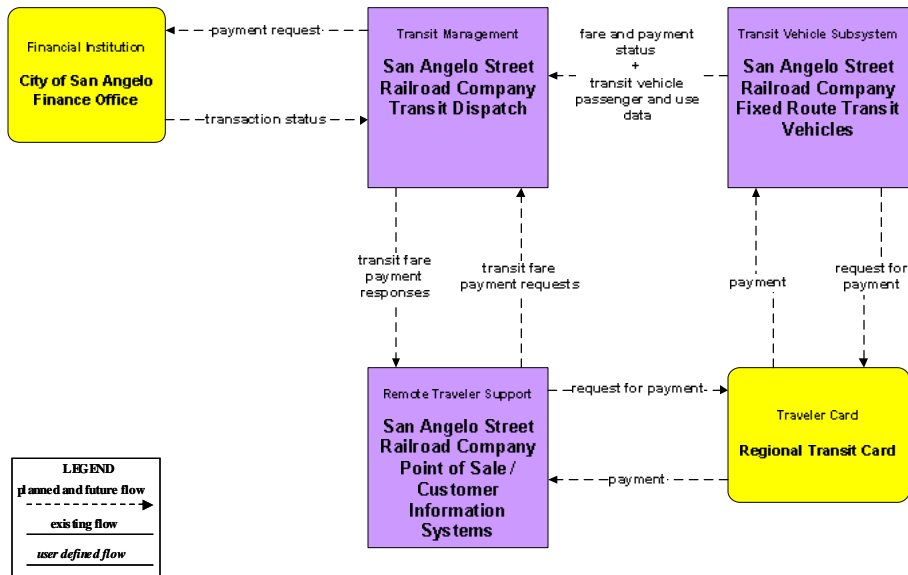 Financial Institution
City of San Angelo
Finance Office
payment request
transaction status
Transit Management
San Angelo Street
Railroad Company
Transit Dispatch
fare and payment
status
+
transit vehicle
passenger and use
data
Transit Vehicle Subsystem
San Angelo Street
Railroad Company
Fixed Route Transit
Vehicles
transit fare
payment
responses
transit fare
payment requests
payment
request for
payment
Remote Traveler Support
San Angelo Street
Railroad Company
Point of Sale /
Customer
Information
Systems
request for payment
payment
Traveler Card
Regional Transit Card
LEGEND
planned and future flow
existing flow
user defined flow